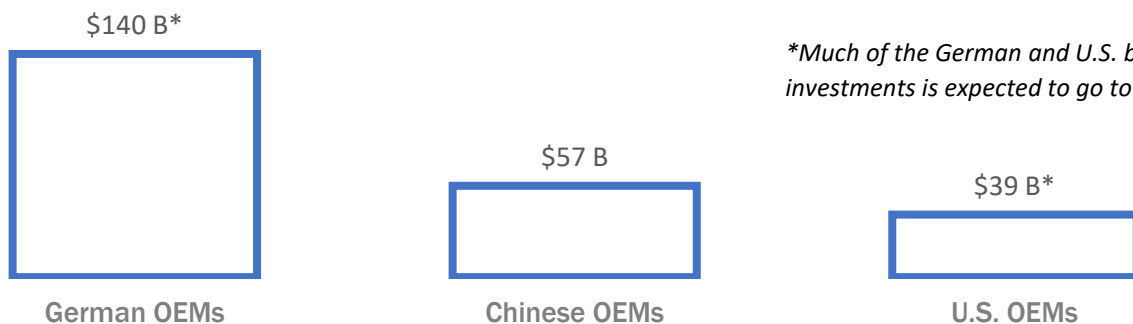 $140 B*
*Much of the German and U.S. b
investments is expected to go to
$57 B
$39 B*
German OEMs
Chinese OEMs
U.S. OEMs